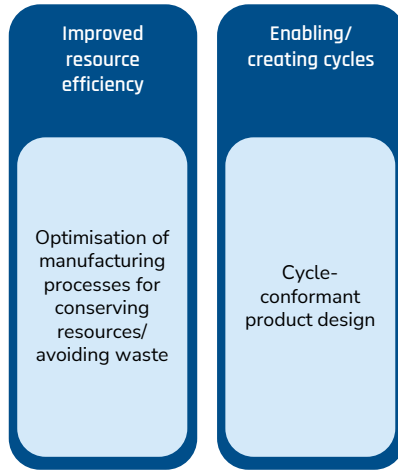 Improved
resource
efficiency
Optimisation of
manufacturing
processes for
conserving
resources/
avoiding waste
Enabling/
creating cycles
Cycle-
conformant
product design